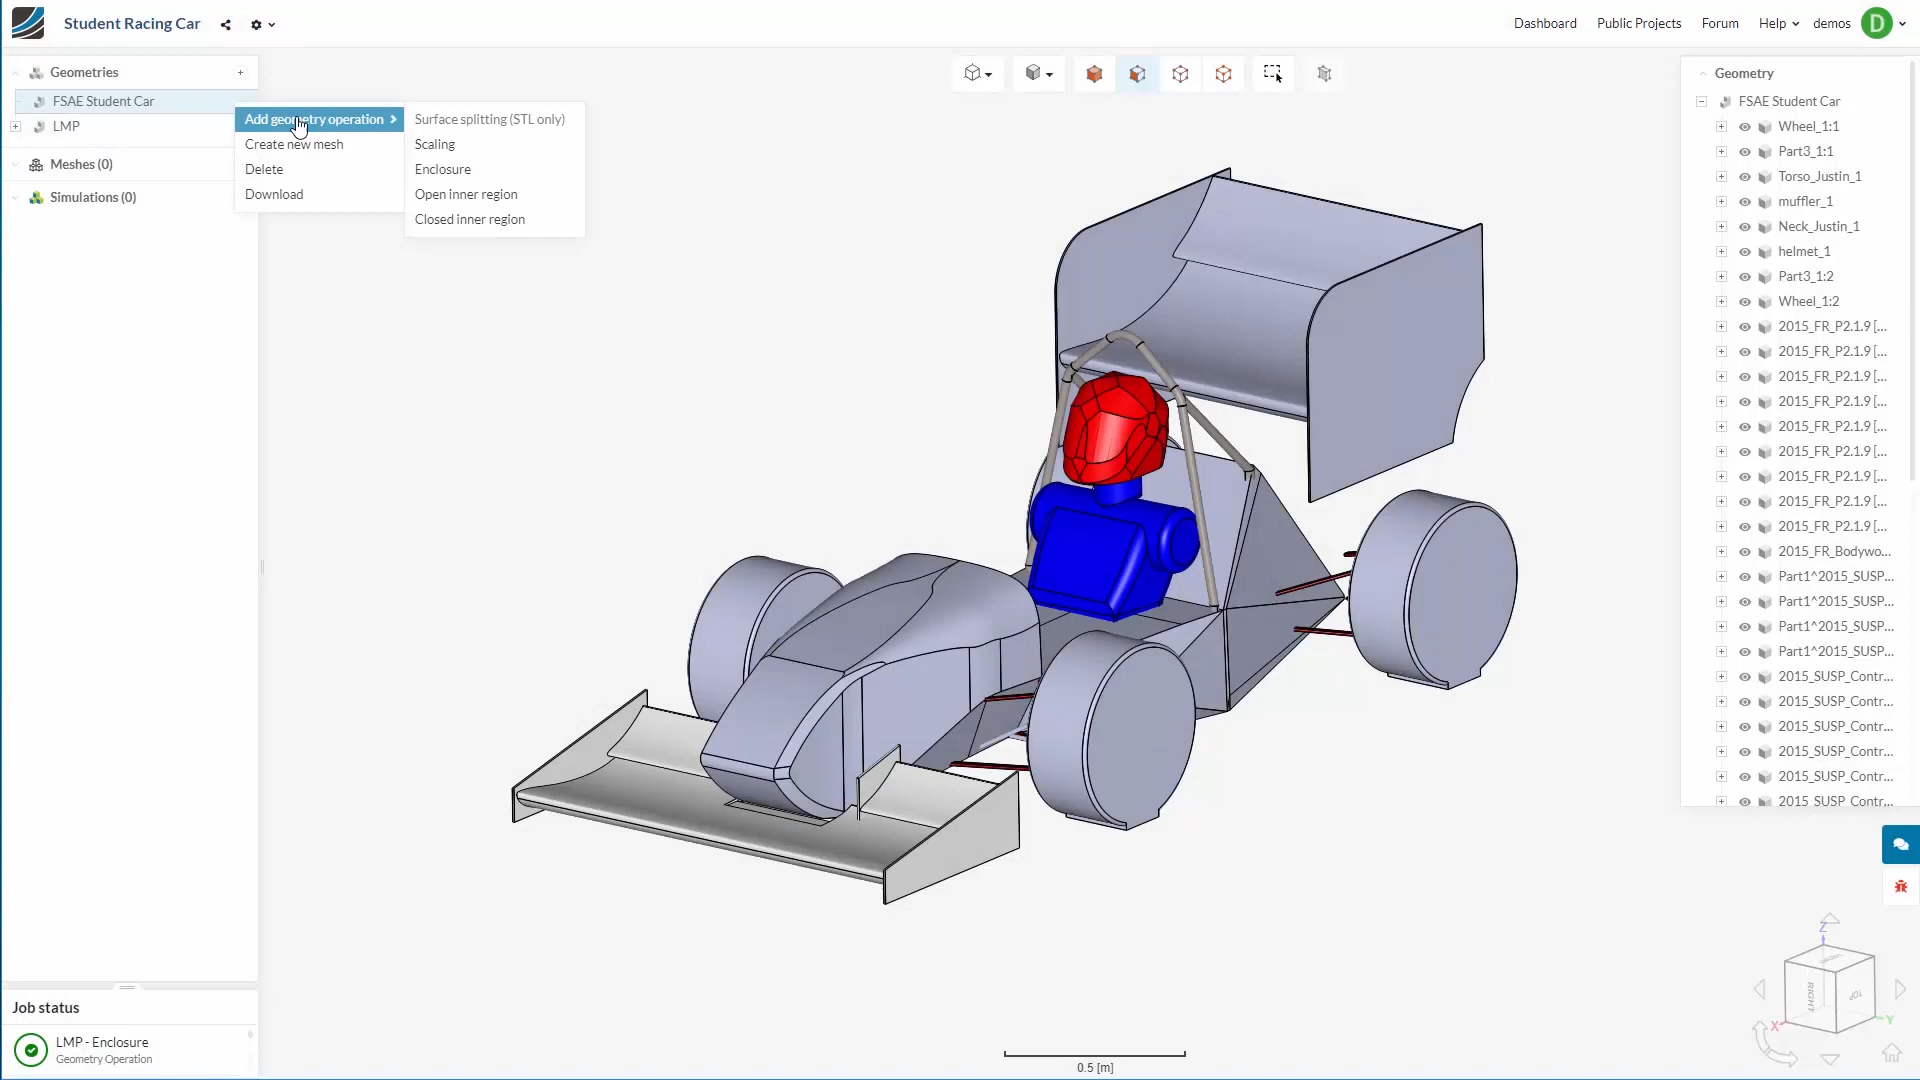 Student Racing Car
Dashboard
Public Projects
Forum
Help
demos
D
Geometries
+
FSAE Student Car
LMP
Meshes (0)
Simulations (0)
Add geometry operation
Create new mesh
Delete
Download
Surface splitting (STL only)
Scaling
Enclosure
Open inner region
Closed inner region
Geometry
FSAE Student Car
Wheel_1:1
Part3_1:1
Torso_Justin_1
muffler_1
Neck_Justin_1
helmet_1
Part3_1:2
Wheel_1:2
2015_FR_P2.1.9 [...
2015_FR_P2.1.9 [...
2015_FR_P2.1.9 [...
2015_FR_P2.1.9 [...
2015_FR_P2.1.9 [...
2015_FR_P2.1.9 [...
2015_FR_P2.1.9 [...
2015_FR_P2.1.9 [...
2015_FR_P2.1.9 [...
2015_FR_Bodywo...
Part1^2015_SUSP...
Part1^2015_SUSP...
Part1^2015_SUSP...
Part1^2015_SUSP...
2015_SUSP_Contr...
2015_SUSP_Contr...
2015_SUSP_Contr...
2015_SUSP_Contr...
2015_SUSP_Contr...
2015_SUSP_Contr...
Job status
LMP - Enclosure
Geometry Operation
0.5 [m]
Z
RIGHT
TOP
X
Y